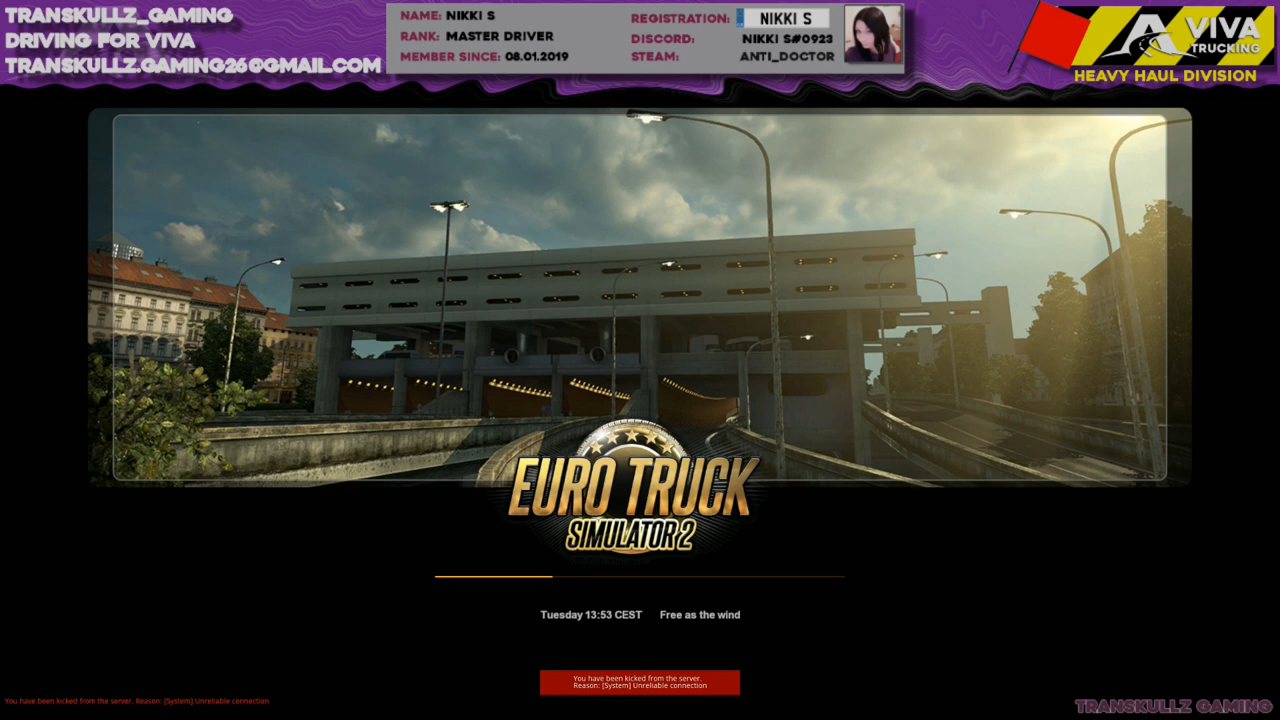 TRANSKULLZ_GAMING
DRIVING FOR VIVA
TRANSKULLZ.GAMING26@GMAIL.COM
NAME: NIKKI S
RANK: MASTER DRIVER
MEMBER SINCE: 08.01.2019
REGISTRATION: NIKKI S
DISCORD: NIKKI S#0923
STEAM: ANTI_DOCTOR
VIVA
TRUCKING
HEAVY HAUL DIVISION
EURO TRUCK
SIMULATOR 2
Tuesday 13:53 CEST Free as the wind
You have been kicked from the server.
Reason: [System] Unreliable connection
You have been kicked from the server. Reason: [System] Unreliable connection
TRANSKULLZ GAMING